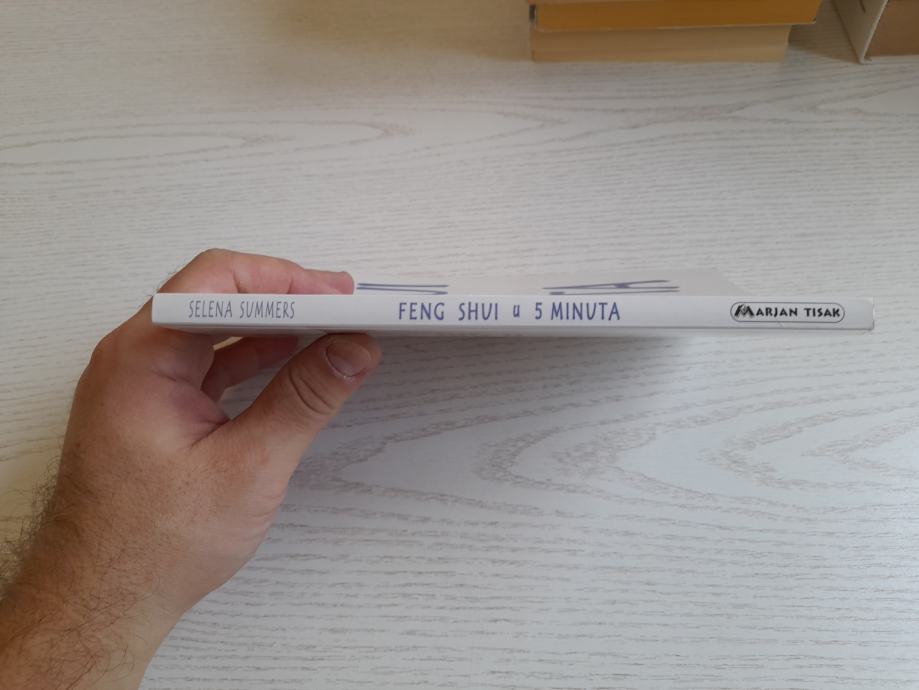 SELENA SUMMERS
FENG SHUI u 5 MINUTA
MARJAN TISAK